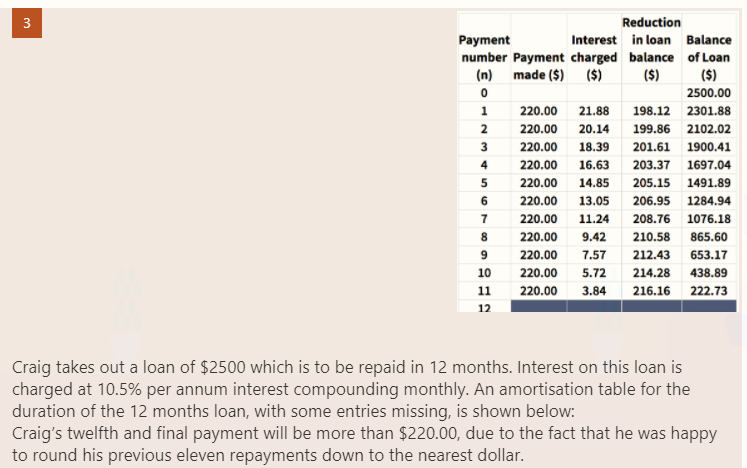 3
Reduction
Payment Interest in loan Balance
number Payment charged balance of Loan
(n) made ($) ($) ($) ($)
0 2500.00
1 220.00 21.88 198.12 2301.88
2 220.00 20.14 199.86 2102.02
3 220.00 18.39 201.61 1900.41
4 220.00 16.63 203.37 1697.04
5 220.00 14.85 205.15 1491.89
6 220.00 13.05 206.95 1284.94
7 220.00 11.24 208.76 1076.18
8 220.00 9.42 210.58 865.60
9 220.00 7.57 212.43 653.17
10 220.00 5.72 214.28 438.89
11 220.00 3.84 216.16 222.73
12
Craig takes out a loan of $2500 which is to be repaid in 12 months. Interest on this loan is
charged at 10.5% per annum interest compounding monthly. An amortisation table for the
duration of the 12 months loan, with some entries missing, is shown below:
Craig's twelfth and final payment will be more than $220.00, due to the fact that he was happy
to round his previous eleven repayments down to the nearest dollar.